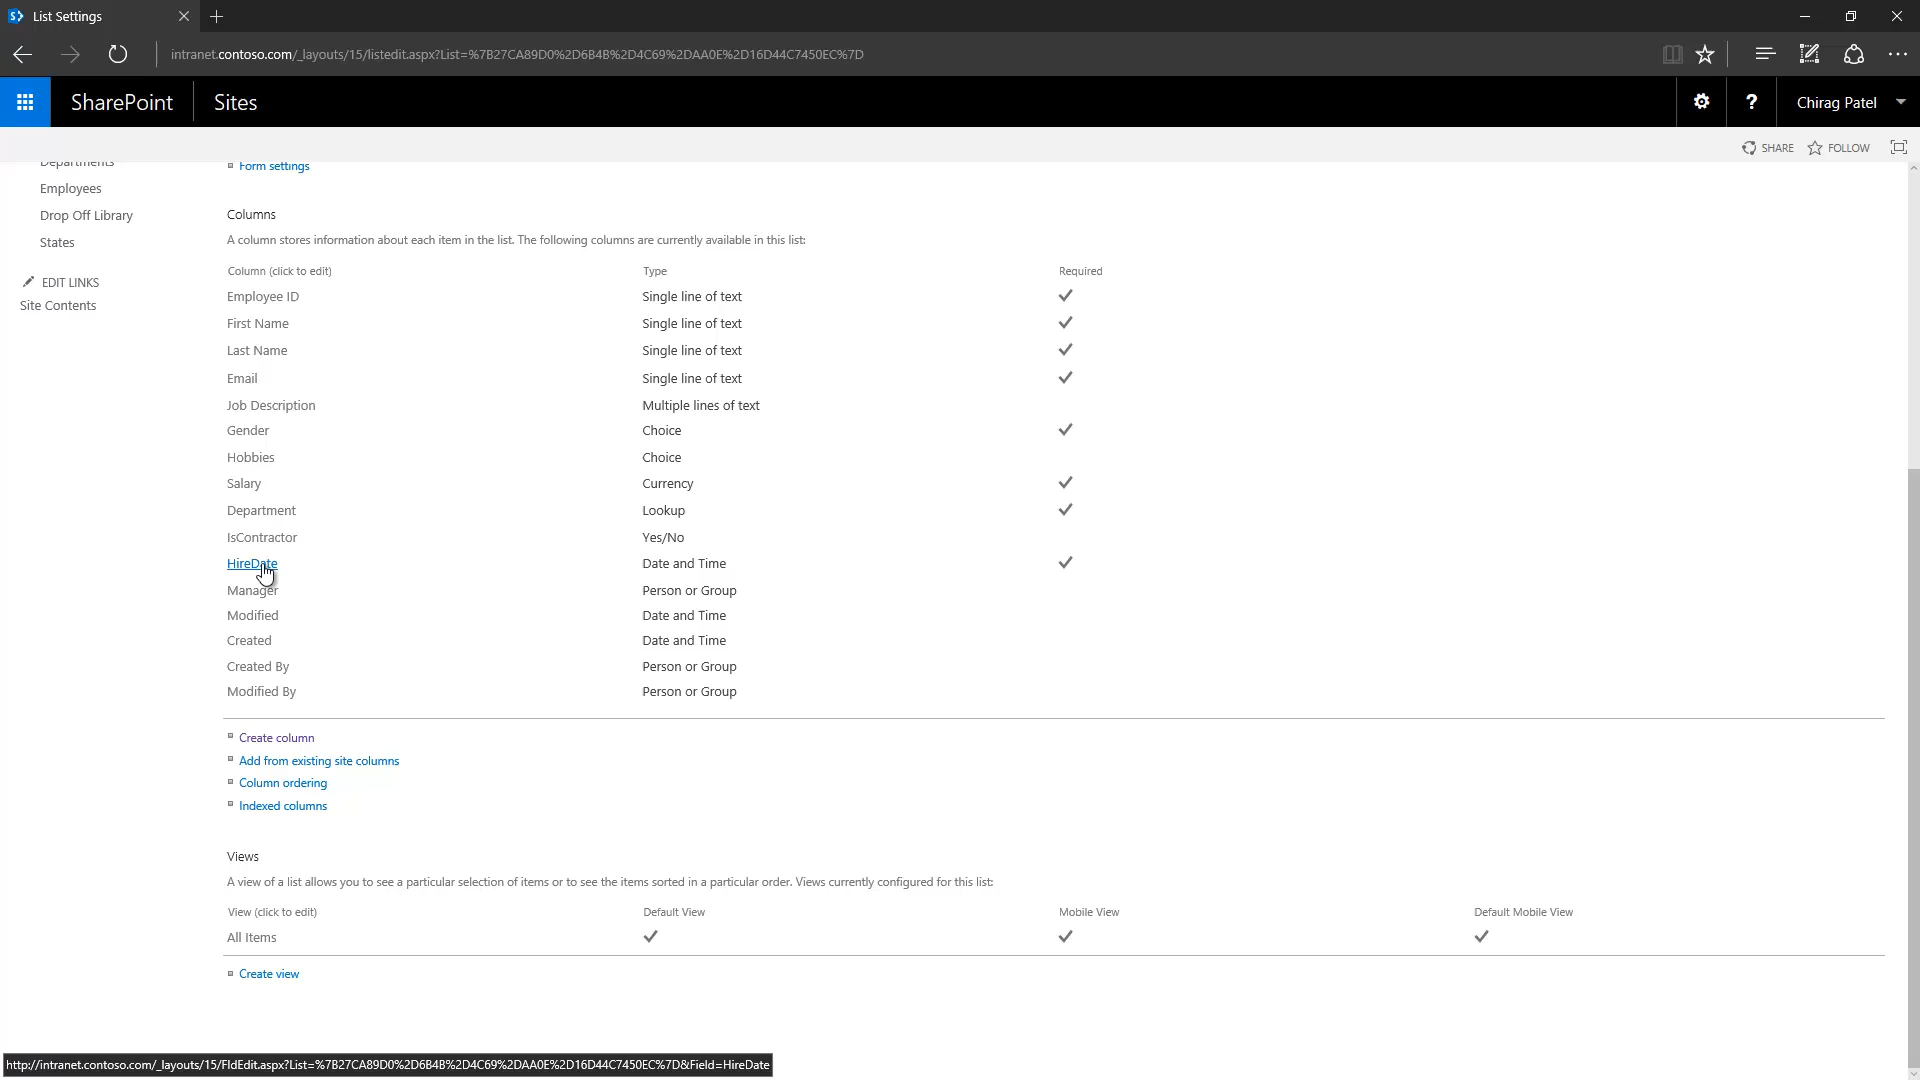 List Settings
intranet.contoso.com/_layouts/15/listedit.aspx?List=%7B27CA89D0%2D6B4B%2D4C69%2DAA0E%2D16D44C7450EC%7D
SharePoint Sites ? Chirag Patel
SHARE FOLLOW
Departments
Employees
Drop Off Library
States
EDIT LINKS
Site Contents
Form settings
Columns
A column stores information about each item in the list. The following columns are currently available in this list:
Column (click to edit) Type Required
Employee ID Single line of text
First Name Single line of text
Last Name Single line of text
Email Single line of text
Job Description Multiple lines of text
Gender Choice
Hobbies Choice
Salary Currency
Department Lookup
IsContractor Yes/No
HireDate Date and Time
Manager Person or Group
Modified Date and Time
Created Date and Time
Created By Person or Group
Modified By Person or Group
Create column
Add from existing site columns
Column ordering
Indexed columns
Views
A view of a list allows you to see a particular selection of items or to see the items sorted in a particular order. Views currently configured for this list:
View (click to edit) Default View Mobile View Default Mobile View
All Items
Create view
http://intranet.contoso.com/_layouts/15/FldEdit.aspx?List=%7B27CA89D0%2D6B4B%2D4C69%2DAA0E%2D16D44C7450EC%7D&Field=HireDate